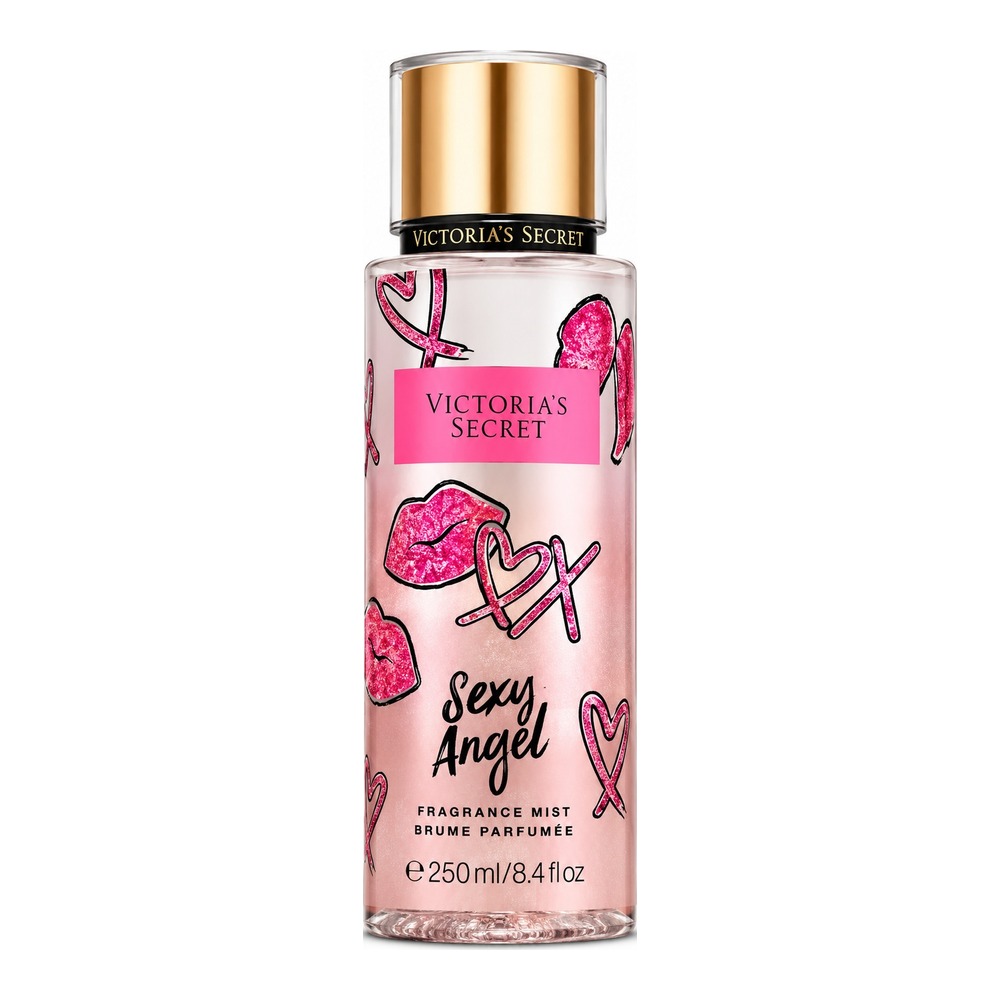 VICTORIA'S SECRET
VICTORIA'S
SECRET
Sexy
Angel
FRAGRANCE MIST
BRUME PARFUMÉE
℮ 250 ml/8.4 fl oz